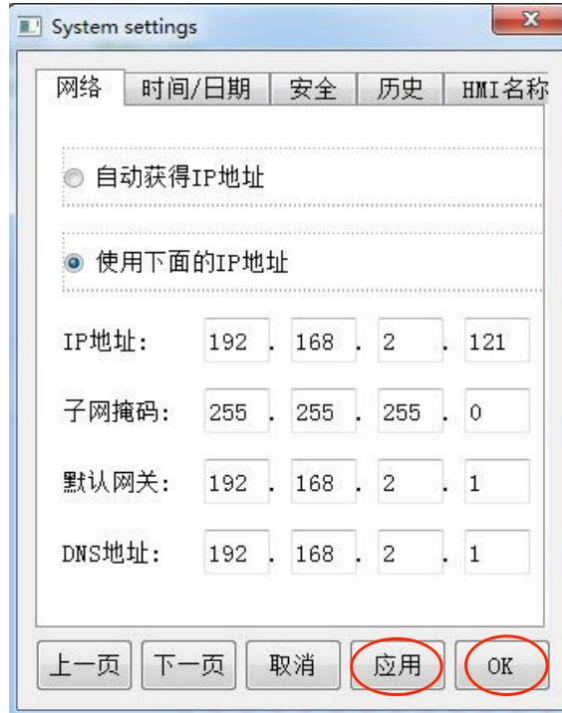 System settings
网络 时间/日期 安全 历史 HMI名称
自动获得IP地址
使用下面的IP地址
IP地址: 192 . 168 . 2 . 121
子网掩码: 255 . 255 . 255 . 0
默认网关: 192 . 168 . 2 . 1
DNS地址: 192 . 168 . 2 . 1
上一页 下一页 取消 应用 OK